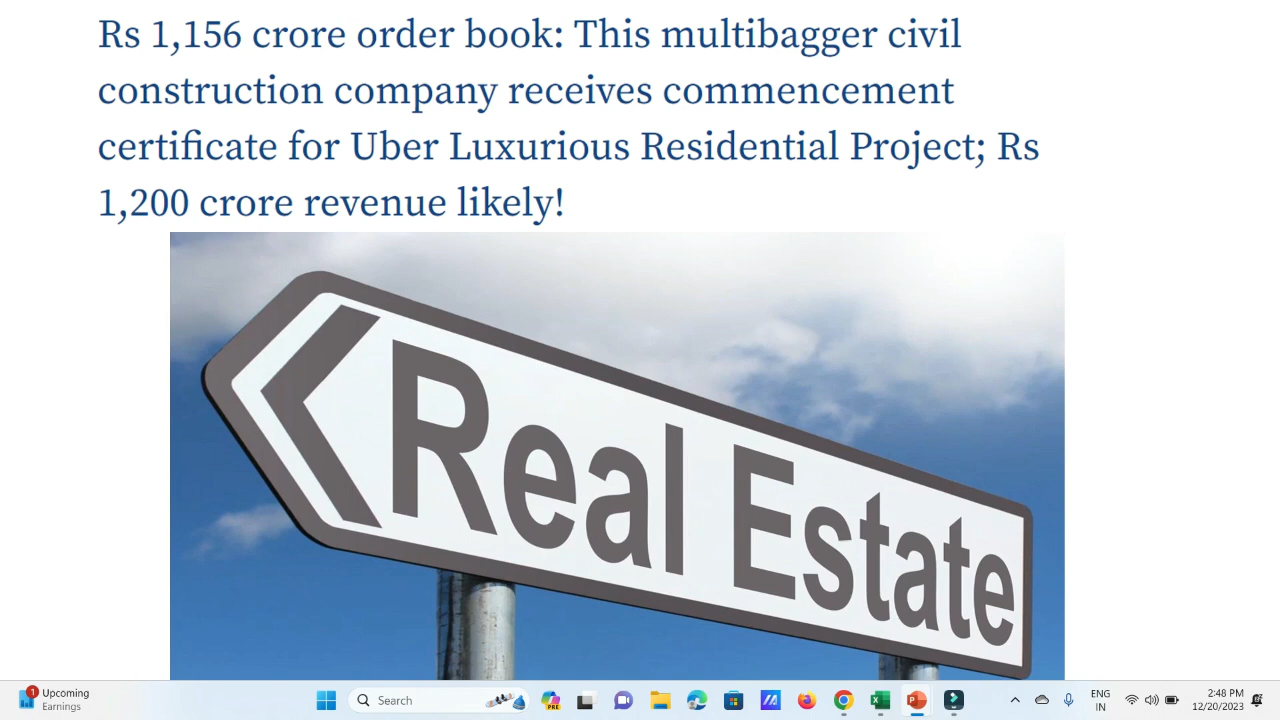 Rs 1,156 crore order book: This multibagger civil
construction company receives commencement
certificate for Uber Luxurious Residential Project; Rs
1,200 crore revenue likely!
Real Estate
1
Upcoming
Earnings
Search
PRE
ENG
IN
2:48 PM
12/20/2023